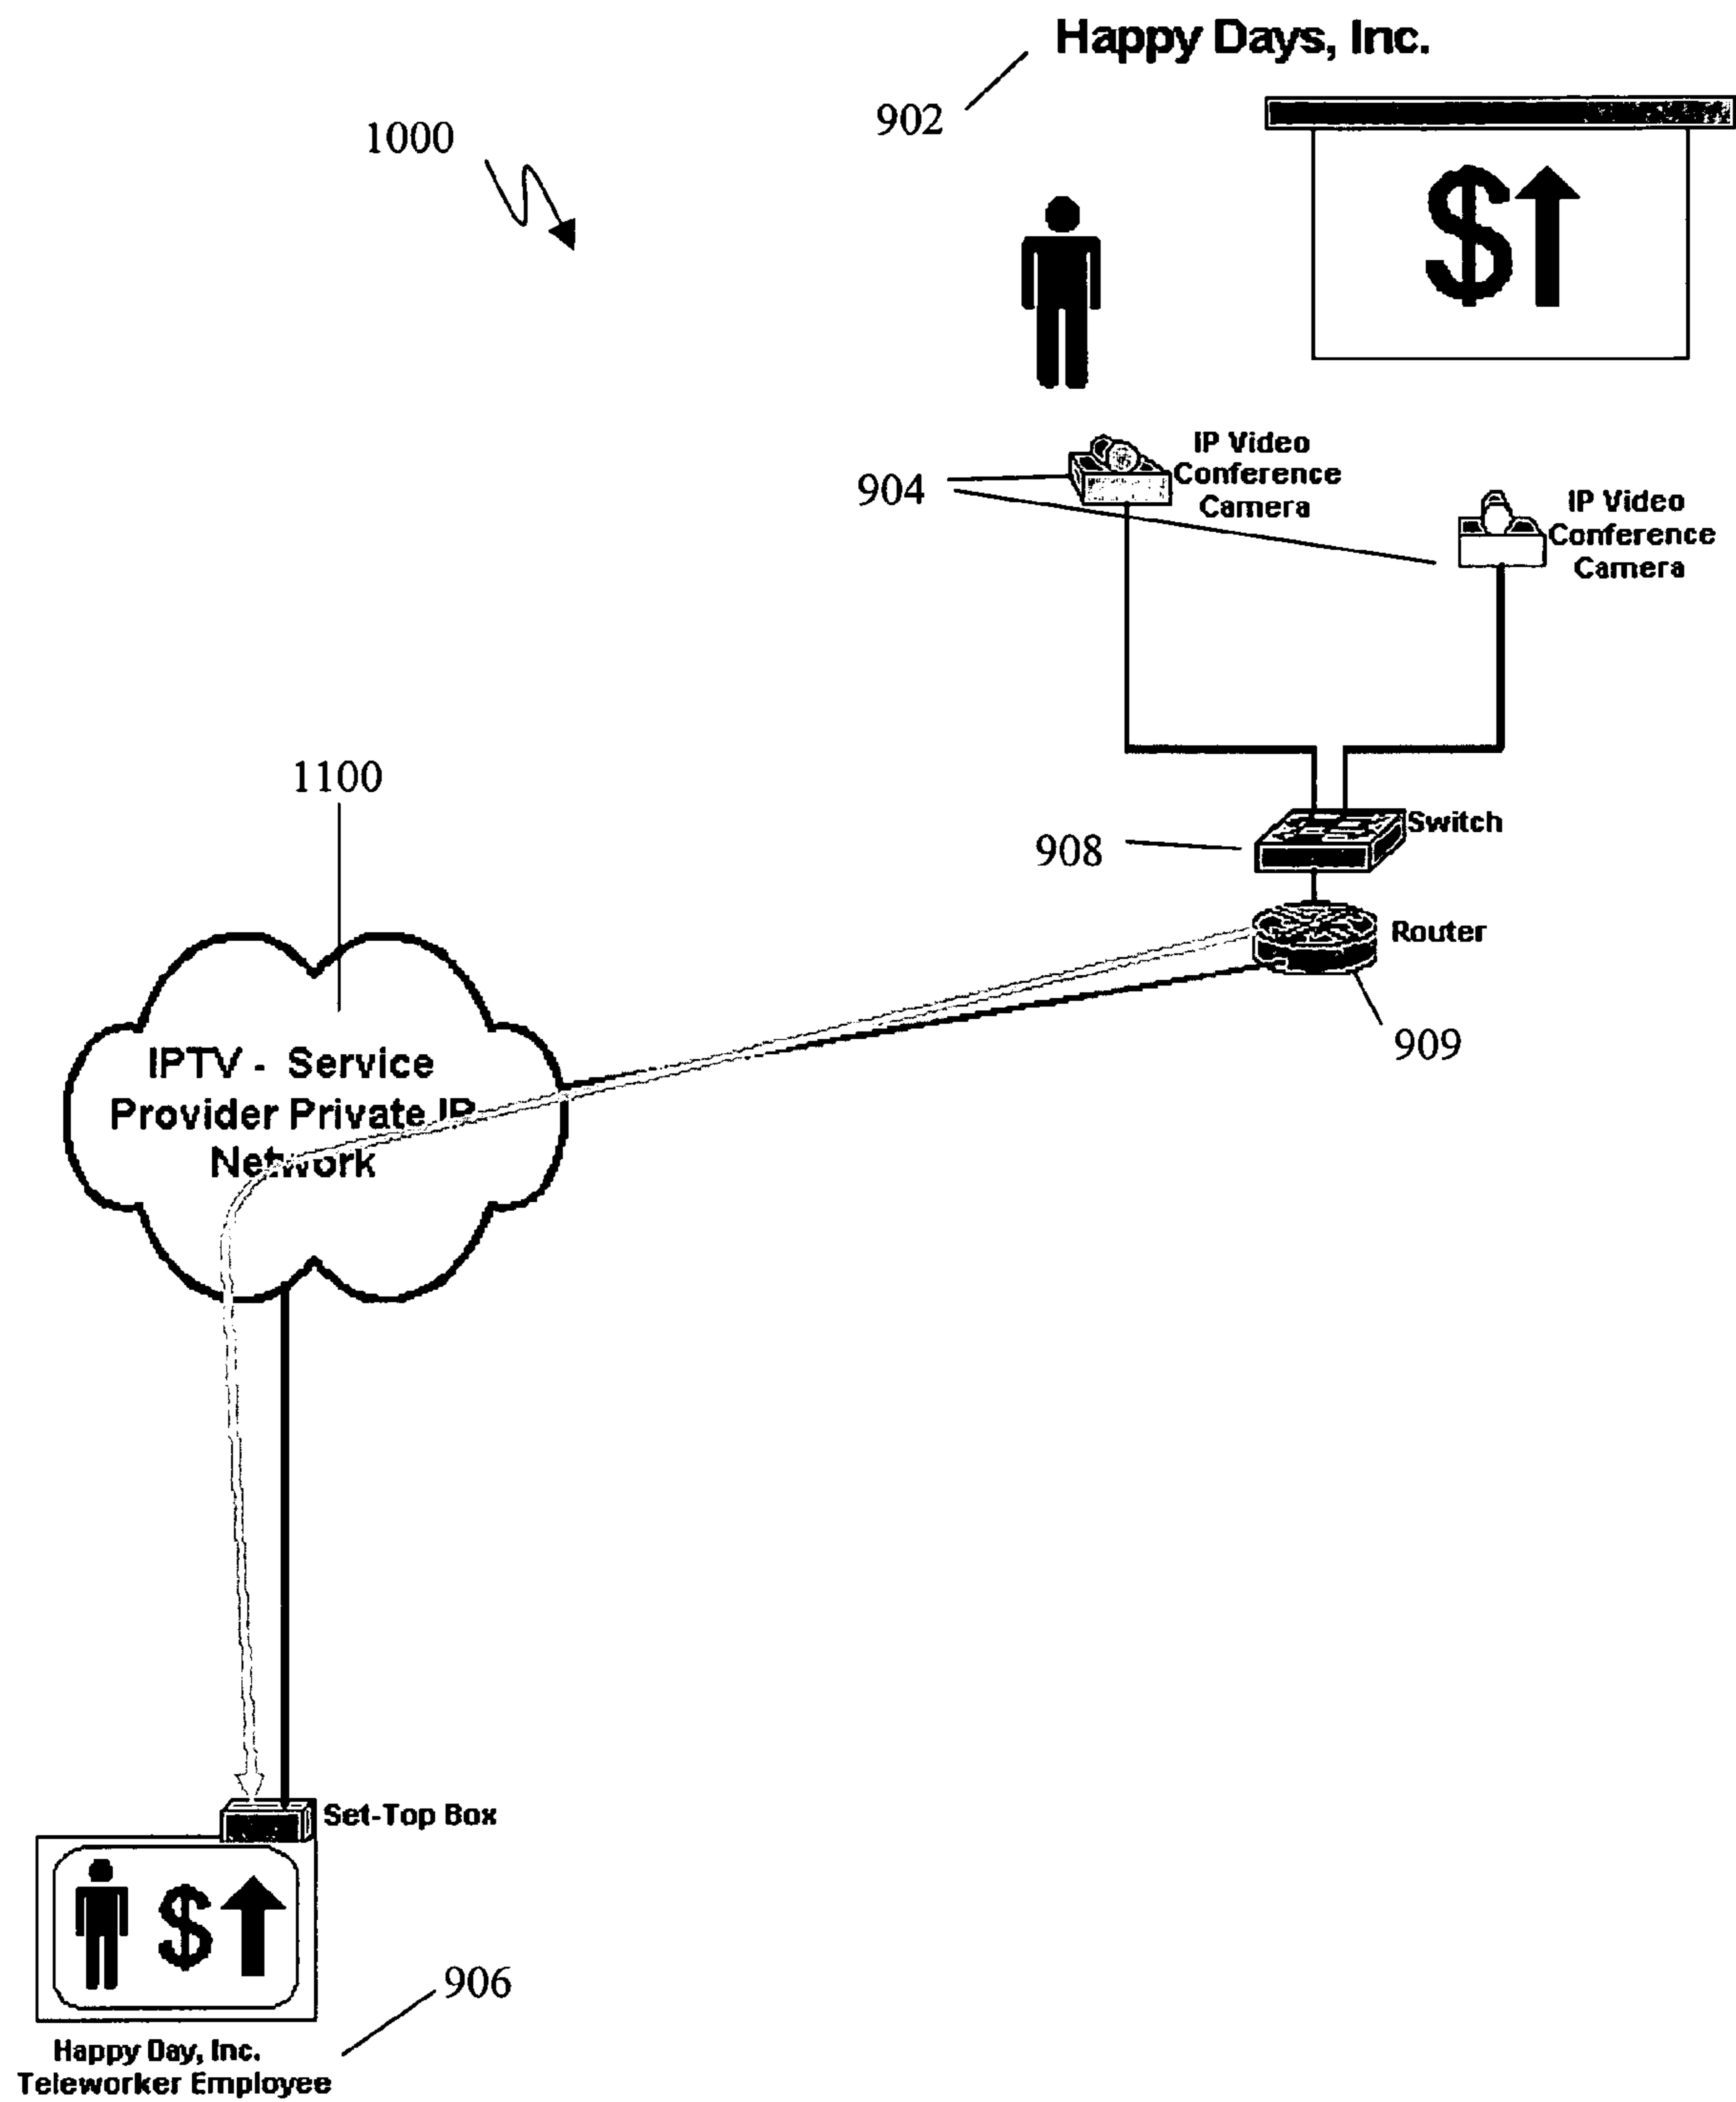 Happy Days, Inc.
902
1000
$
IP Video
Conference
Camera
904
IP Video
Conference
Camera
1100
Switch
908
Router
909
IPTV - Service
Provider Private IP
Network
Set-Top Box
$
906
Happy Day, Inc.
Teleworker Employee